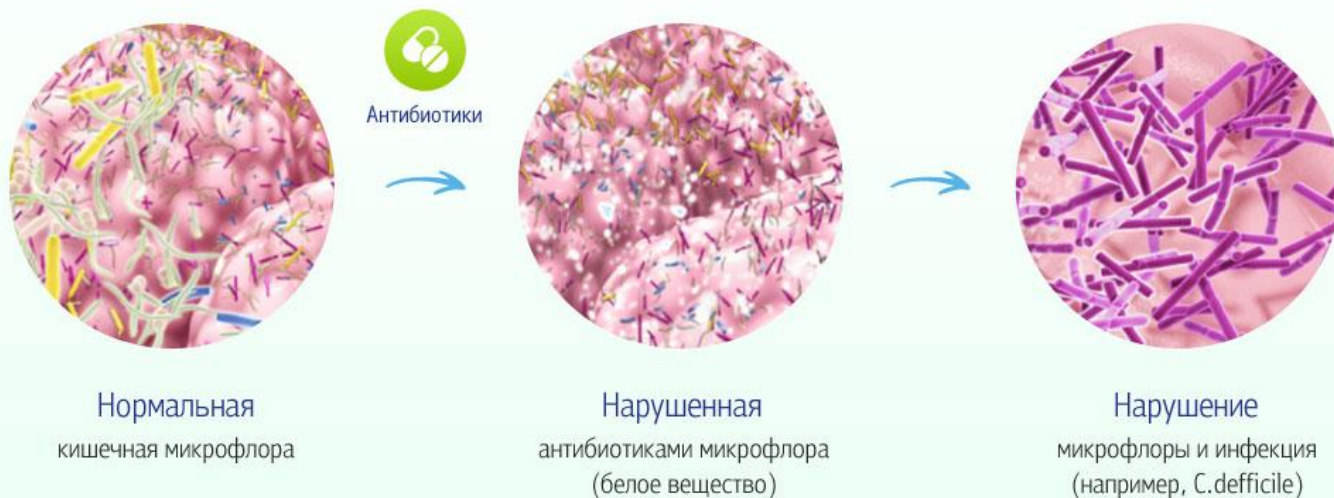 Антибиотики
Нормальная
кишечная микрофлора
Нарушенная
антибиотиками микрофлора
(белое вещество)
Нарушение
микрофлоры и инфекция
(например, C.defficile)